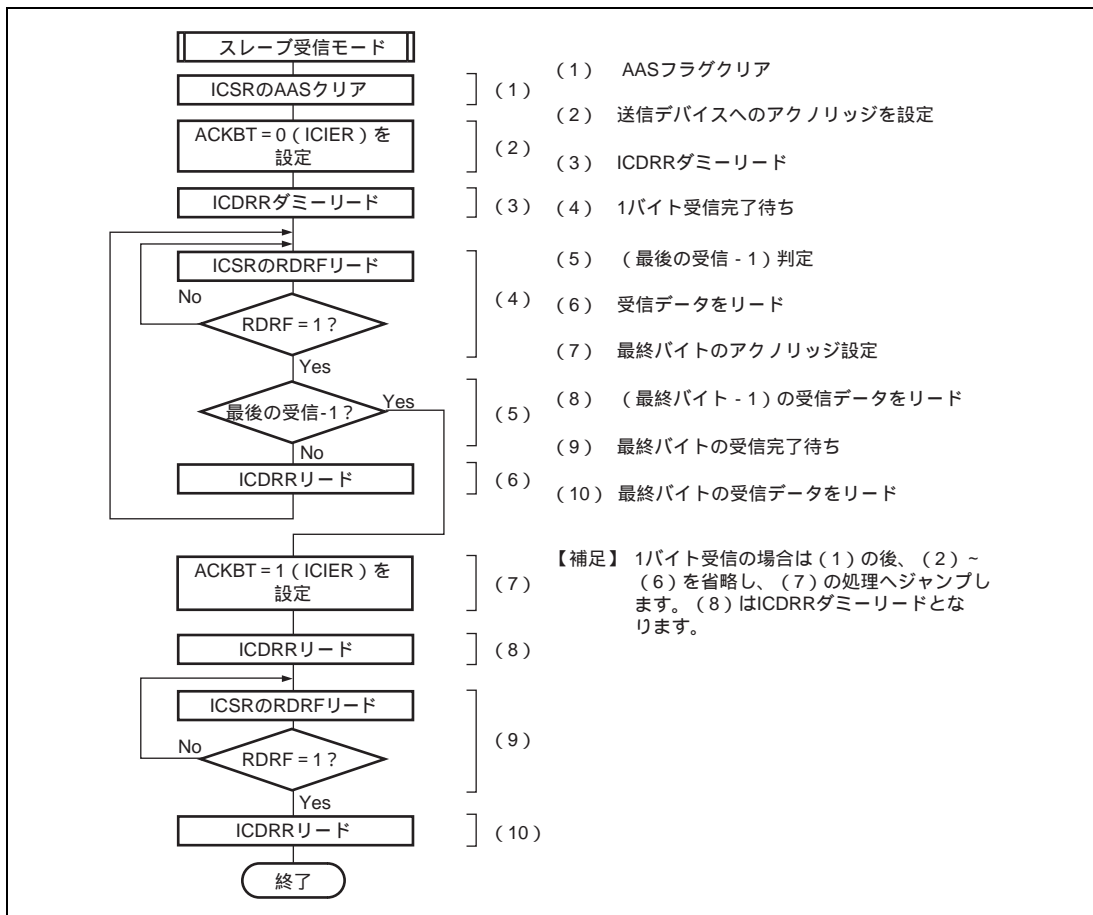 スレーブ受信モード
ICSRのAASクリア
(1)
ACKBT = 0 (ICIER) を
設定
(2)
ICDRRダミーリード
(3)
ICSRのRDRFリード
No
RDRF = 1 ?
(4)
Yes
最後の受信-1 ?
Yes
(5)
No
ICDRRリード
(6)
ACKBT = 1 (ICIER) を
設定
(7)
ICDRRリード
(8)
ICSRのRDRFリード
No
RDRF = 1 ?
(9)
Yes
ICDRRリード
(10)
終了
(1) AASフラグクリア
(2) 送信デバイスへのアクノリッジを設定
(3) ICDRRダミーリード
(4) 1バイト受信完了待ち
(5) (最後の受信 - 1) 判定
(6) 受信データをリード
(7) 最終バイトのアクノリッジ設定
(8) (最終バイト - 1) の受信データをリード
(9) 最終バイトの受信完了待ち
(10) 最終バイトの受信データをリード
【補足】 1バイト受信の場合は (1) の後、(2) ~
(6) を省略し、(7) の処理へジャンプし
ます。(8) はICDRRダミーリードとな
ります。